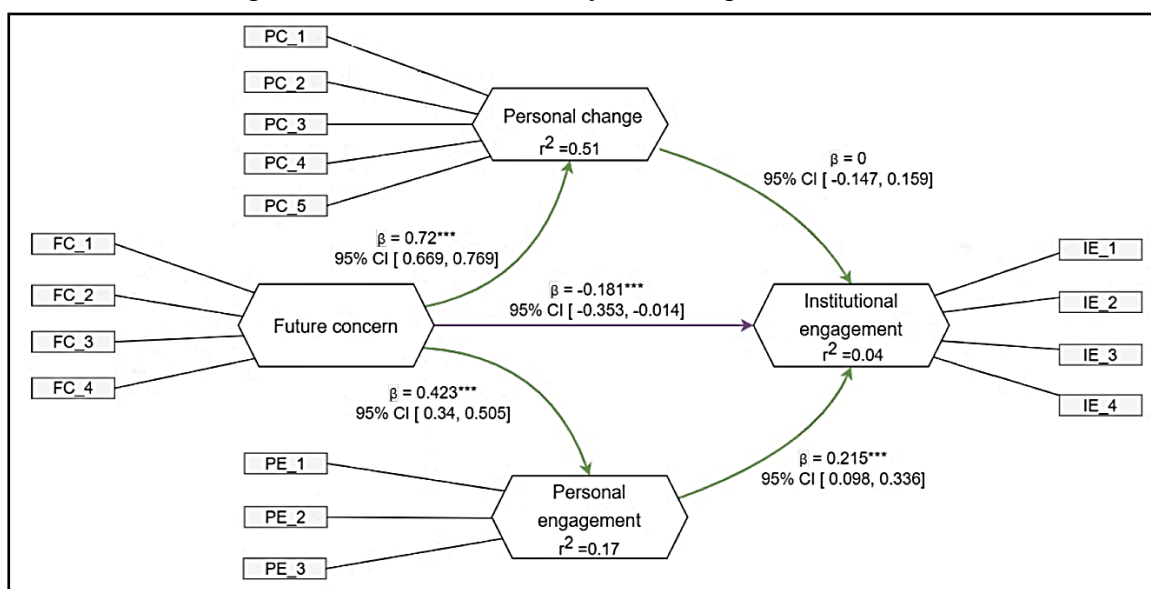 PC_1
PC_2
PC_3
PC_4
PC_5
Personal change
r2 =0.51
β = 0
95% CI [ -0.147, 0.159]
β = 0.72***
95% CI [ 0.669, 0.769]
FC_1
FC_2
FC_3
FC_4
Future concern
β = -0.181***
95% CI [ -0.353, -0.014]
Institutional
engagement
r2 =0.04
IE_1
IE_2
IE_3
IE_4
β = 0.423***
95% CI [ 0.34, 0.505]
β = 0.215***
95% CI [ 0.098, 0.336]
PE_1
PE_2
PE_3
Personal
engagement
r2 =0.17